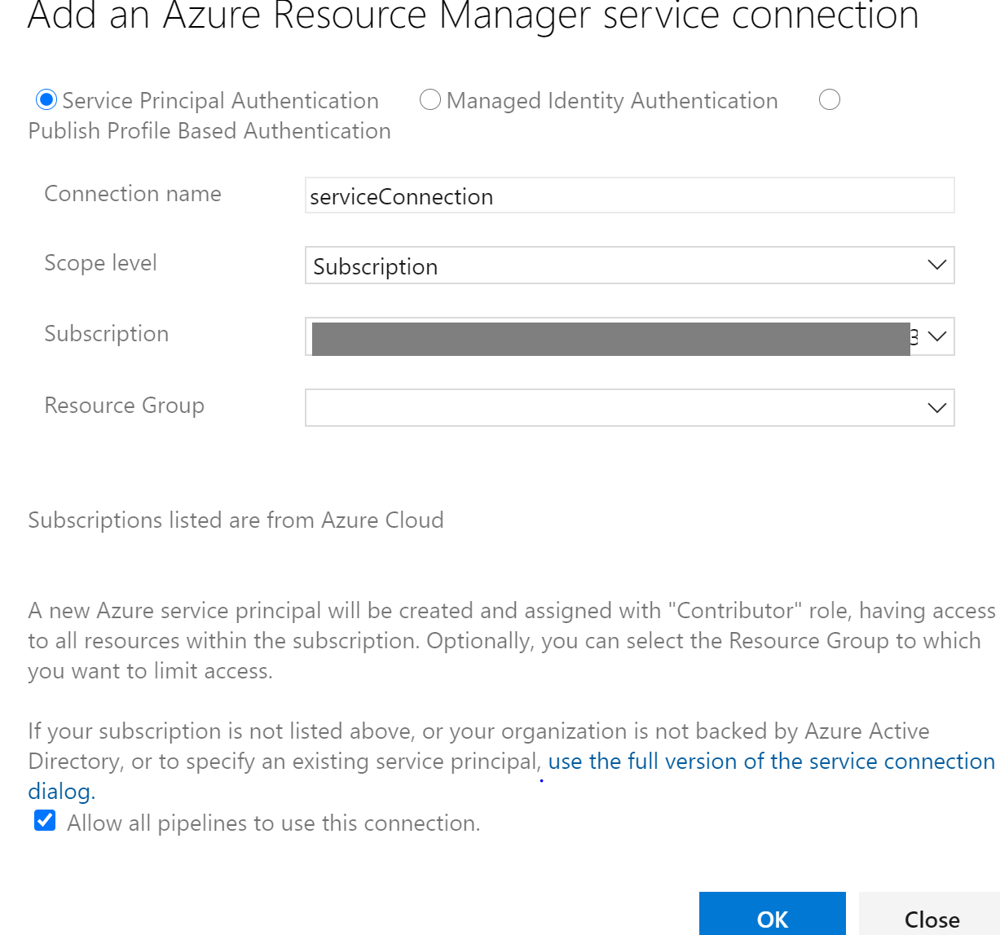 Add an Azure Resource Manager service connection
Service Principal Authentication Managed Identity Authentication
Publish Profile Based Authentication
Connection name serviceConnection
Scope level Subscription
Subscription 3
Resource Group
Subscriptions listed are from Azure Cloud
A new Azure service principal will be created and assigned with "Contributor" role, having access
to all resources within the subscription. Optionally, you can select the Resource Group to which
you want to limit access.
If your subscription is not listed above, or your organization is not backed by Azure Active
Directory, or to specify an existing service principal, use the full version of the service connection
dialog.
Allow all pipelines to use this connection.
OK Close